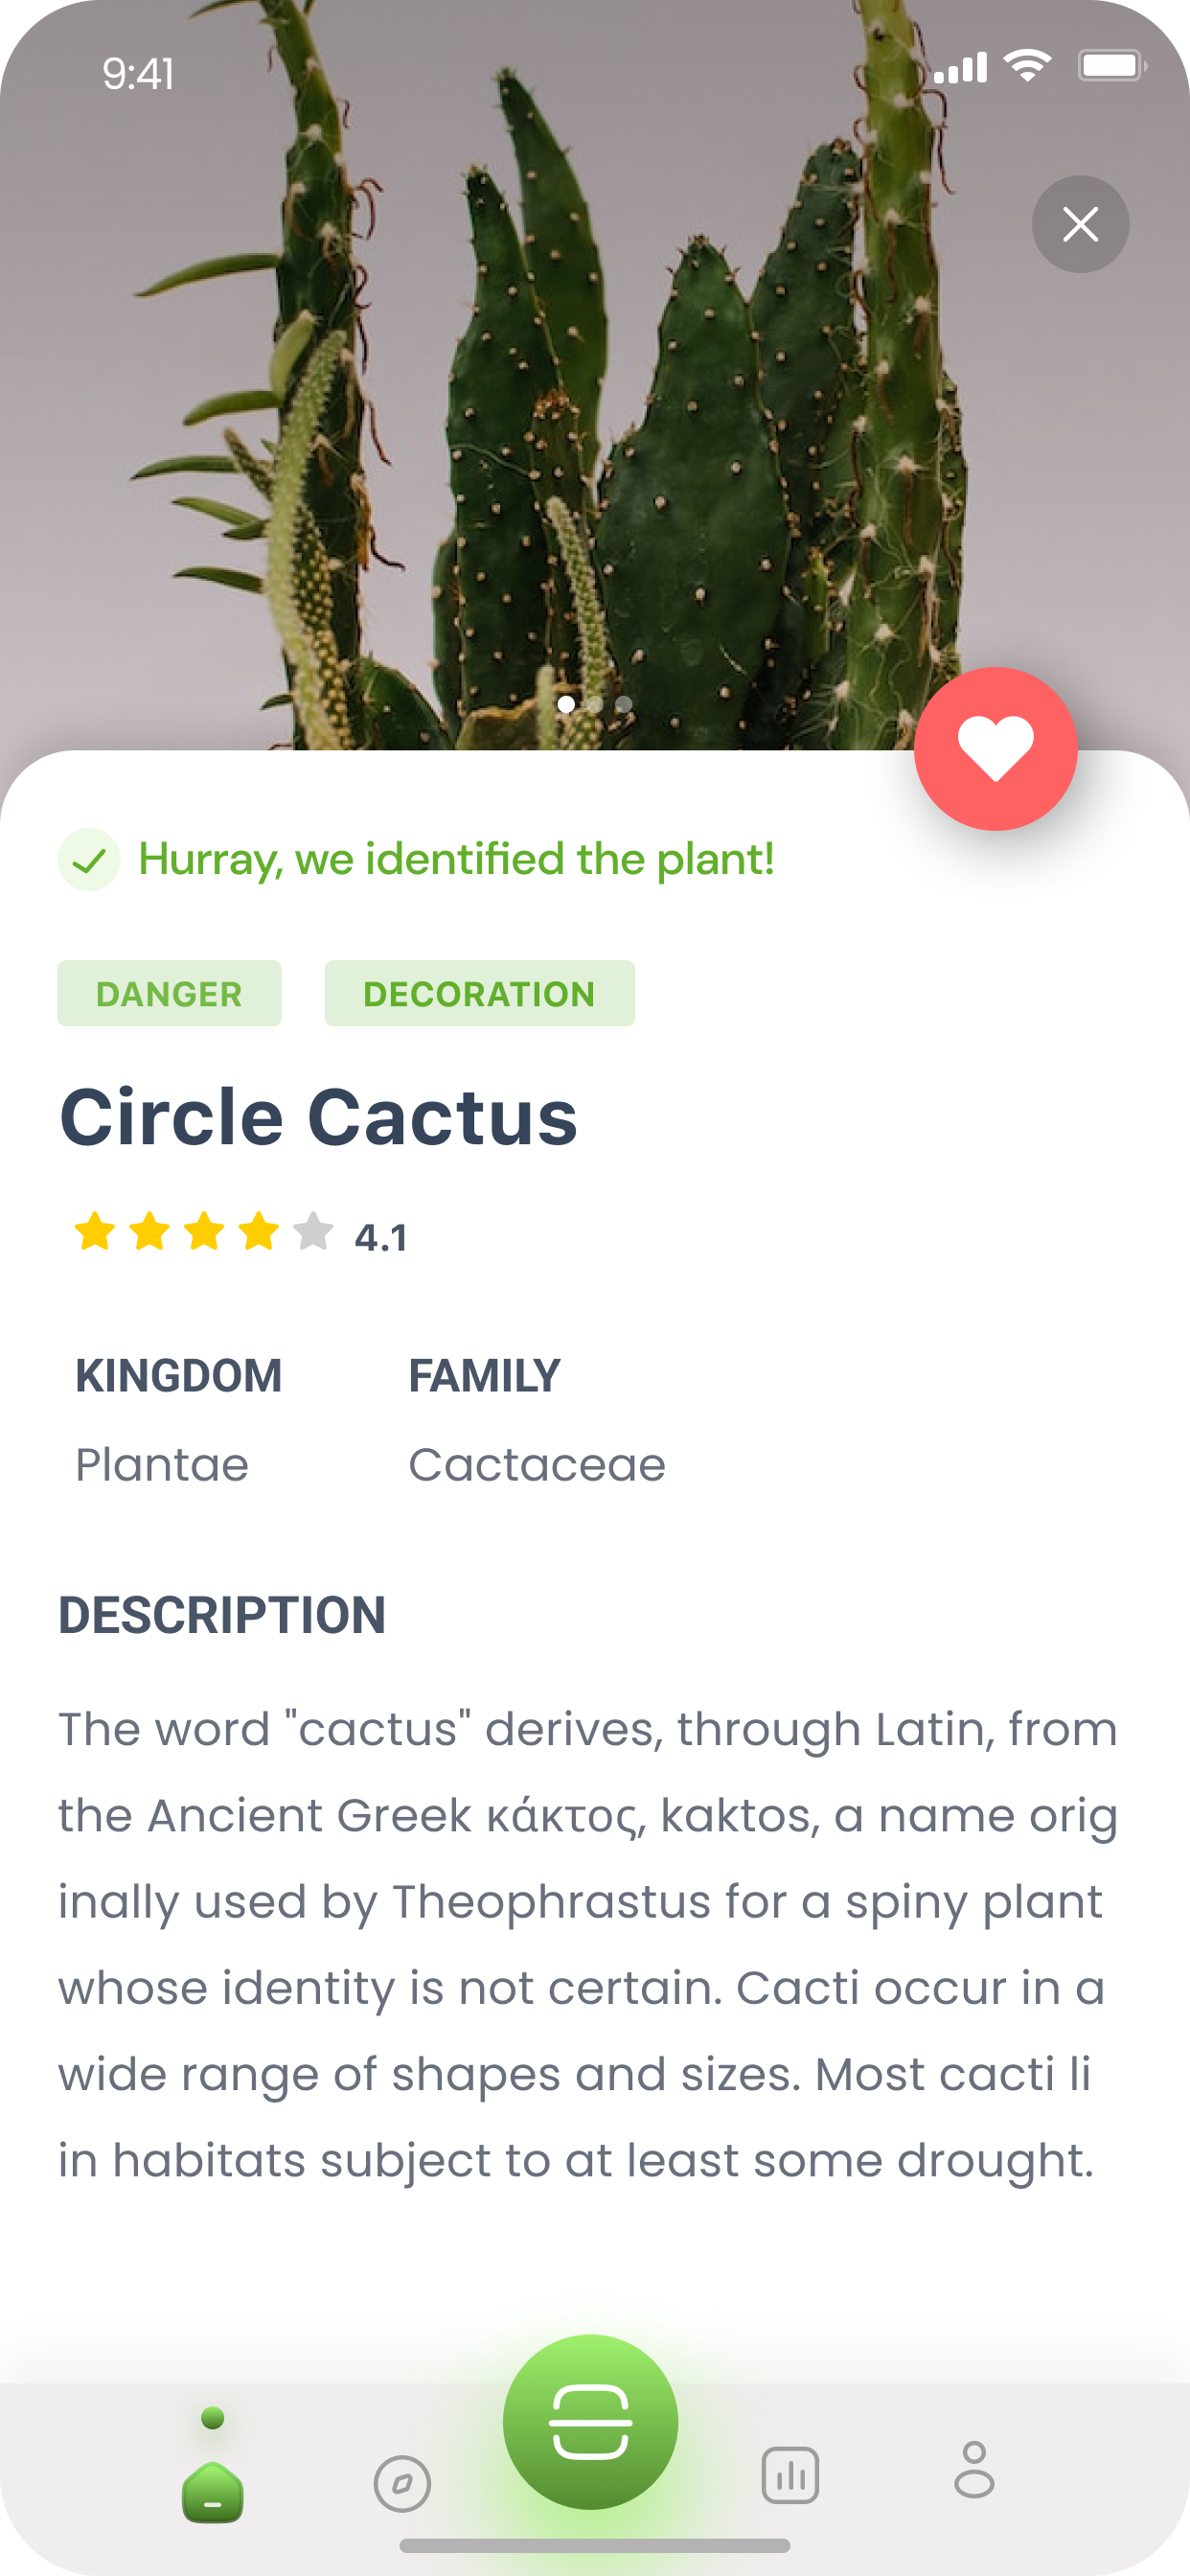 9:41
Hurray, we identified the plant!
DANGER DECORATION
Circle Cactus
4.1
KINGDOM FAMILY
Plantae Cactaceae
DESCRIPTION
The word "cactus" derives, through Latin, from
the Ancient Greek κάκτος, kaktos, a name orig
inally used by Theophrastus for a spiny plant
whose identity is not certain. Cacti occur in a
wide range of shapes and sizes. Most cacti li
in habitats subject to at least some drought.